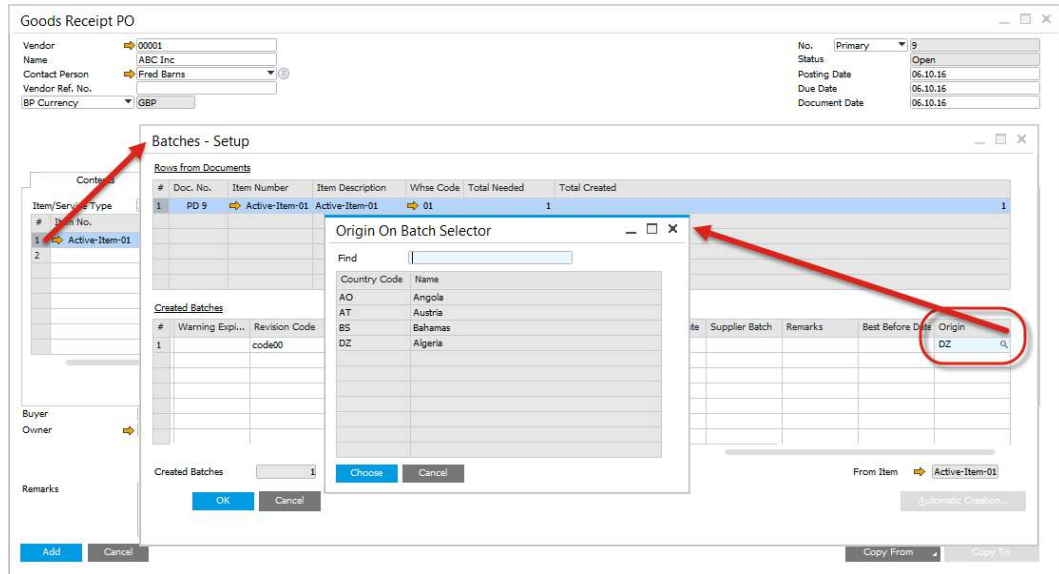 Goods Receipt PO
Vendor 00001 No. Primary 9
Name ABC Inc Status Open
Contact Person Fred Barns Posting Date 06.10.16
Vendor Ref. No. Due Date 06.10.16
BP Currency GBP Document Date 06.10.16
Batches - Setup
Rows from Documents
# Doc. No. Item Number Item Description Whse Code Total Needed Total Created
1 PD 9 Active-Item-01 Active-Item-01 01 1 1
Contents
Item/Service Type
# Item No.
1 Active-Item-01
2
Origin On Batch Selector
Find
Country Code Name
AO Angola
AT Austria
BS Bahamas
DZ Algeria
Choose Cancel
Created Batches
# Warning Expi... Revision Code Supplier Batch Remarks Best Before Date Origin
1 code00 DZ
Created Batches 1 From Item Active-Item-01
OK Cancel Automatic Creation...
Buyer
Owner
Remarks
Add Cancel Copy From Copy To